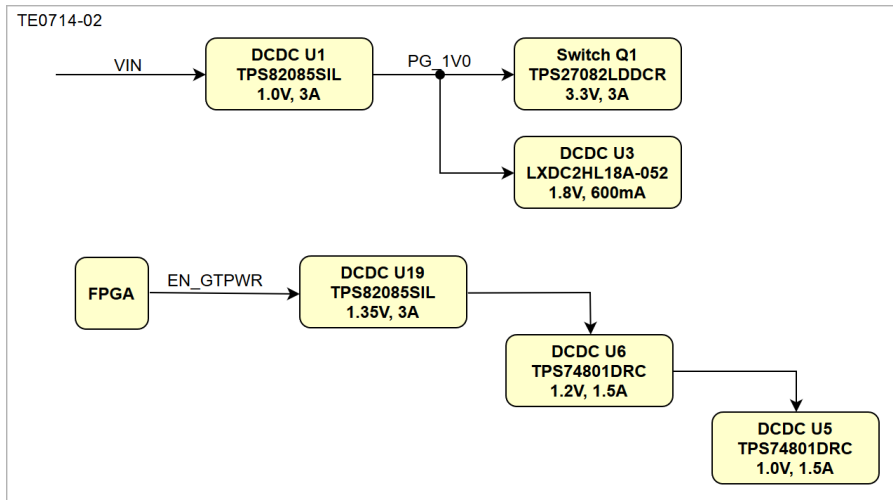 TE0714-02
VIN
DCDC U1
TPS82085SIL
1.0V, 3A
PG_1V0
Switch Q1
TPS27082LDDCR
3.3V, 3A
DCDC U3
LXDC2HL18A-052
1.8V, 600mA
FPGA
EN_GTPWR
DCDC U19
TPS82085SIL
1.35V, 3A
DCDC U6
TPS74801DRC
1.2V, 1.5A
DCDC U5
TPS74801DRC
1.0V, 1.5A